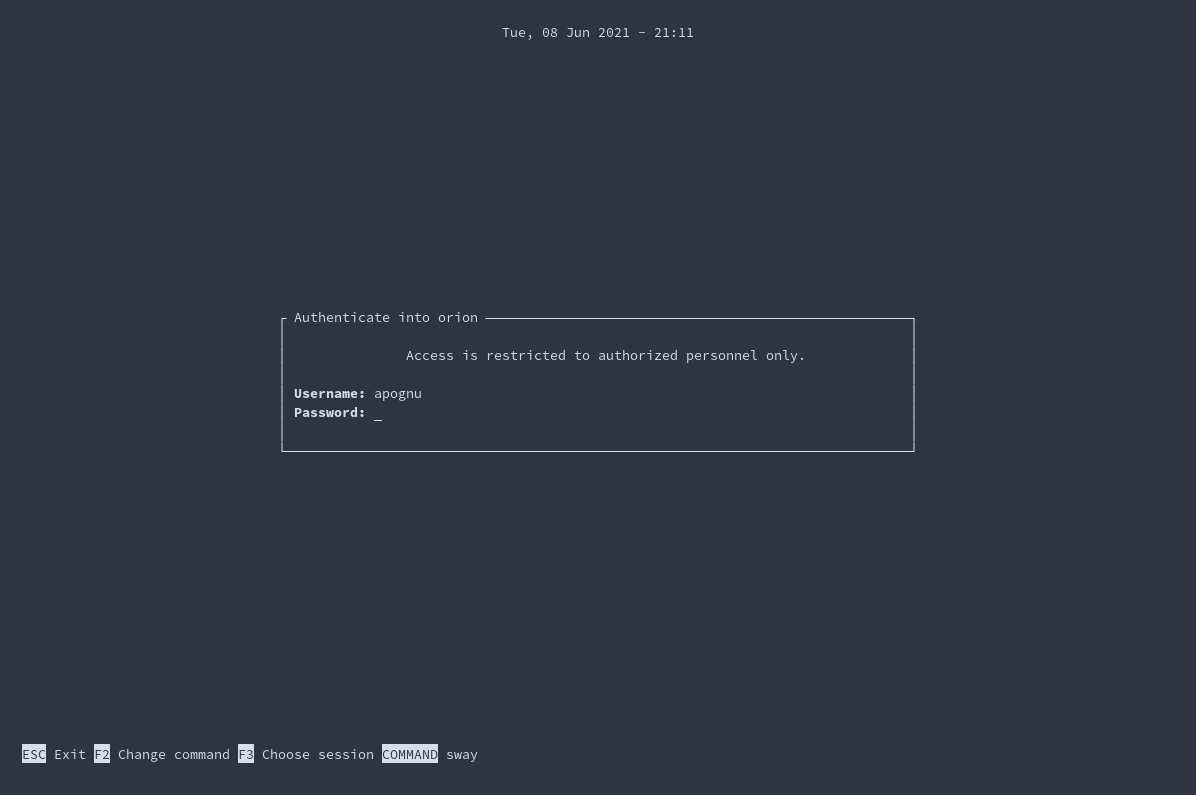 Tue, 08 Jun 2021 - 21:11
Authenticate into orion
Access is restricted to authorized personnel only.
Username: apognu
Password: _
ESC Exit F2 Change command F3 Choose session COMMAND sway